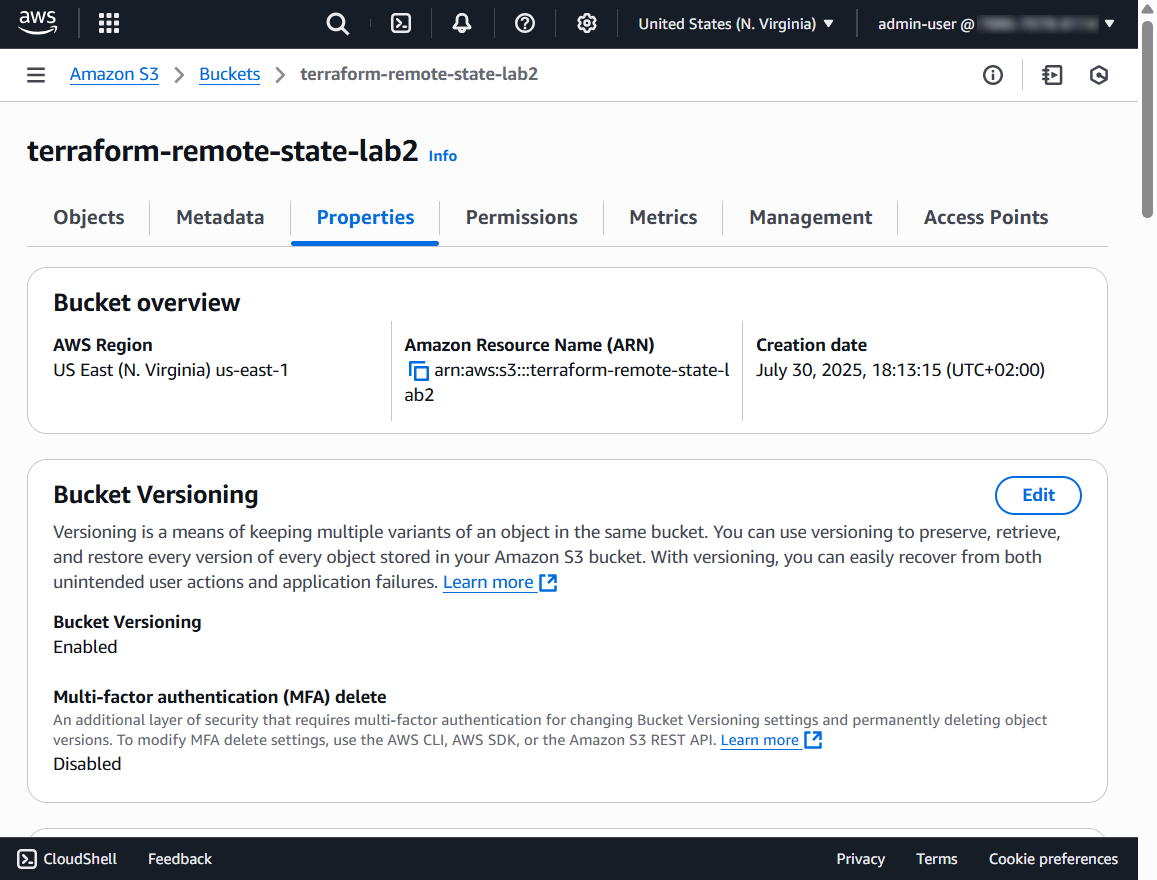 aws
United States (N. Virginia)
admin-user @
Amazon S3 Buckets terraform-remote-state-lab2
terraform-remote-state-lab2 Info
Objects Metadata Properties Permissions Metrics Management Access Points
Bucket overview
AWS Region
US East (N. Virginia) us-east-1
Amazon Resource Name (ARN)
arn:aws:s3:::terraform-remote-state-l
ab2
Creation date
July 30, 2025, 18:13:15 (UTC+02:00)
Bucket Versioning
Edit
Versioning is a means of keeping multiple variants of an object in the same bucket. You can use versioning to preserve, retrieve,
and restore every version of every object stored in your Amazon S3 bucket. With versioning, you can easily recover from both
unintended user actions and application failures. Learn more
Bucket Versioning
Enabled
Multi-factor authentication (MFA) delete
An additional layer of security that requires multi-factor authentication for changing Bucket Versioning settings and permanently deleting object
versions. To modify MFA delete settings, use the AWS CLI, AWS SDK, or the Amazon S3 REST API. Learn more
Disabled
CloudShell Feedback Privacy Terms Cookie preferences